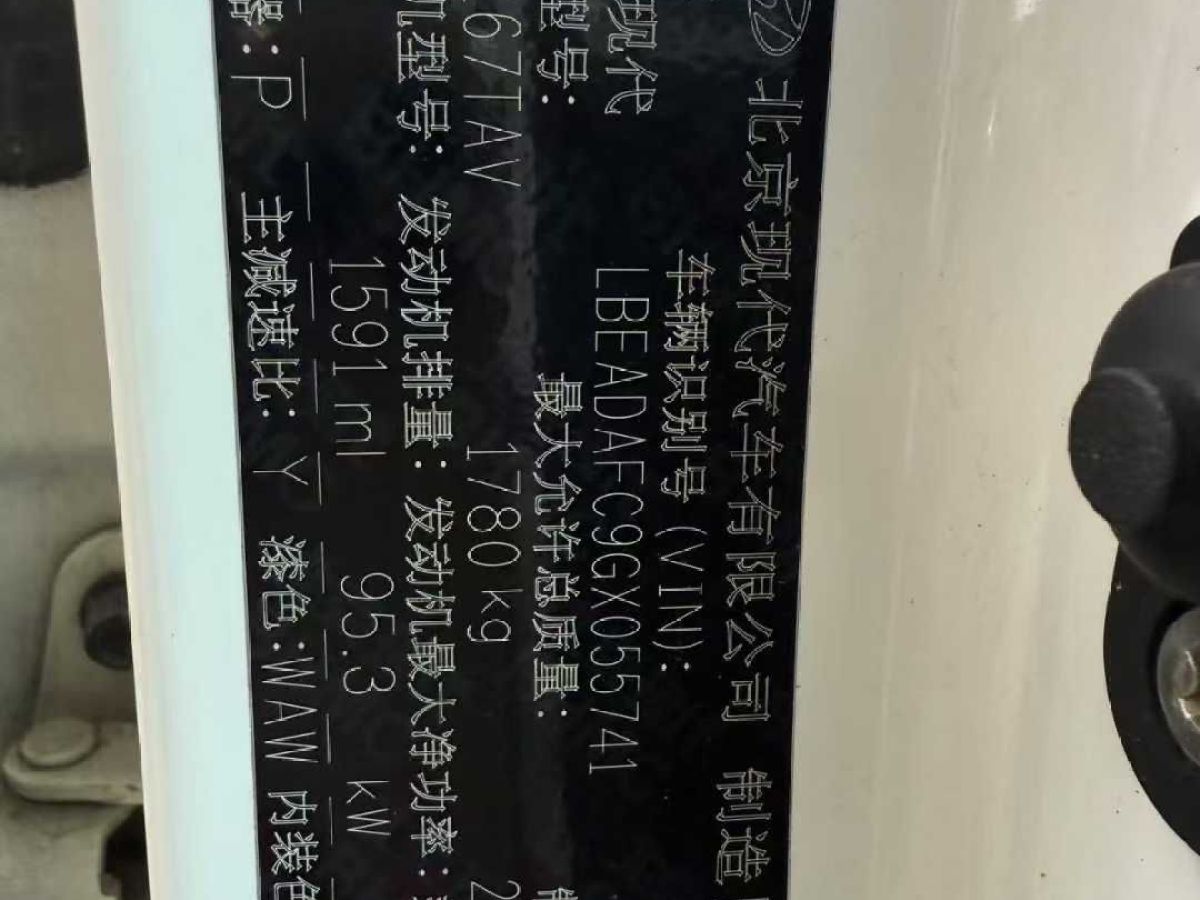 北京现代汽车有限公司 制造
车辆识别号(VIN):
现代 LBEADAFC9GX055741
型号: 最大允许总质量:
67TAV 1780kg 2
机型号: 发动机排量: 发动机最大净功率:
1591 ml 95.3 kW
器: P 主减速比: Y 漆色:WAW 内装色